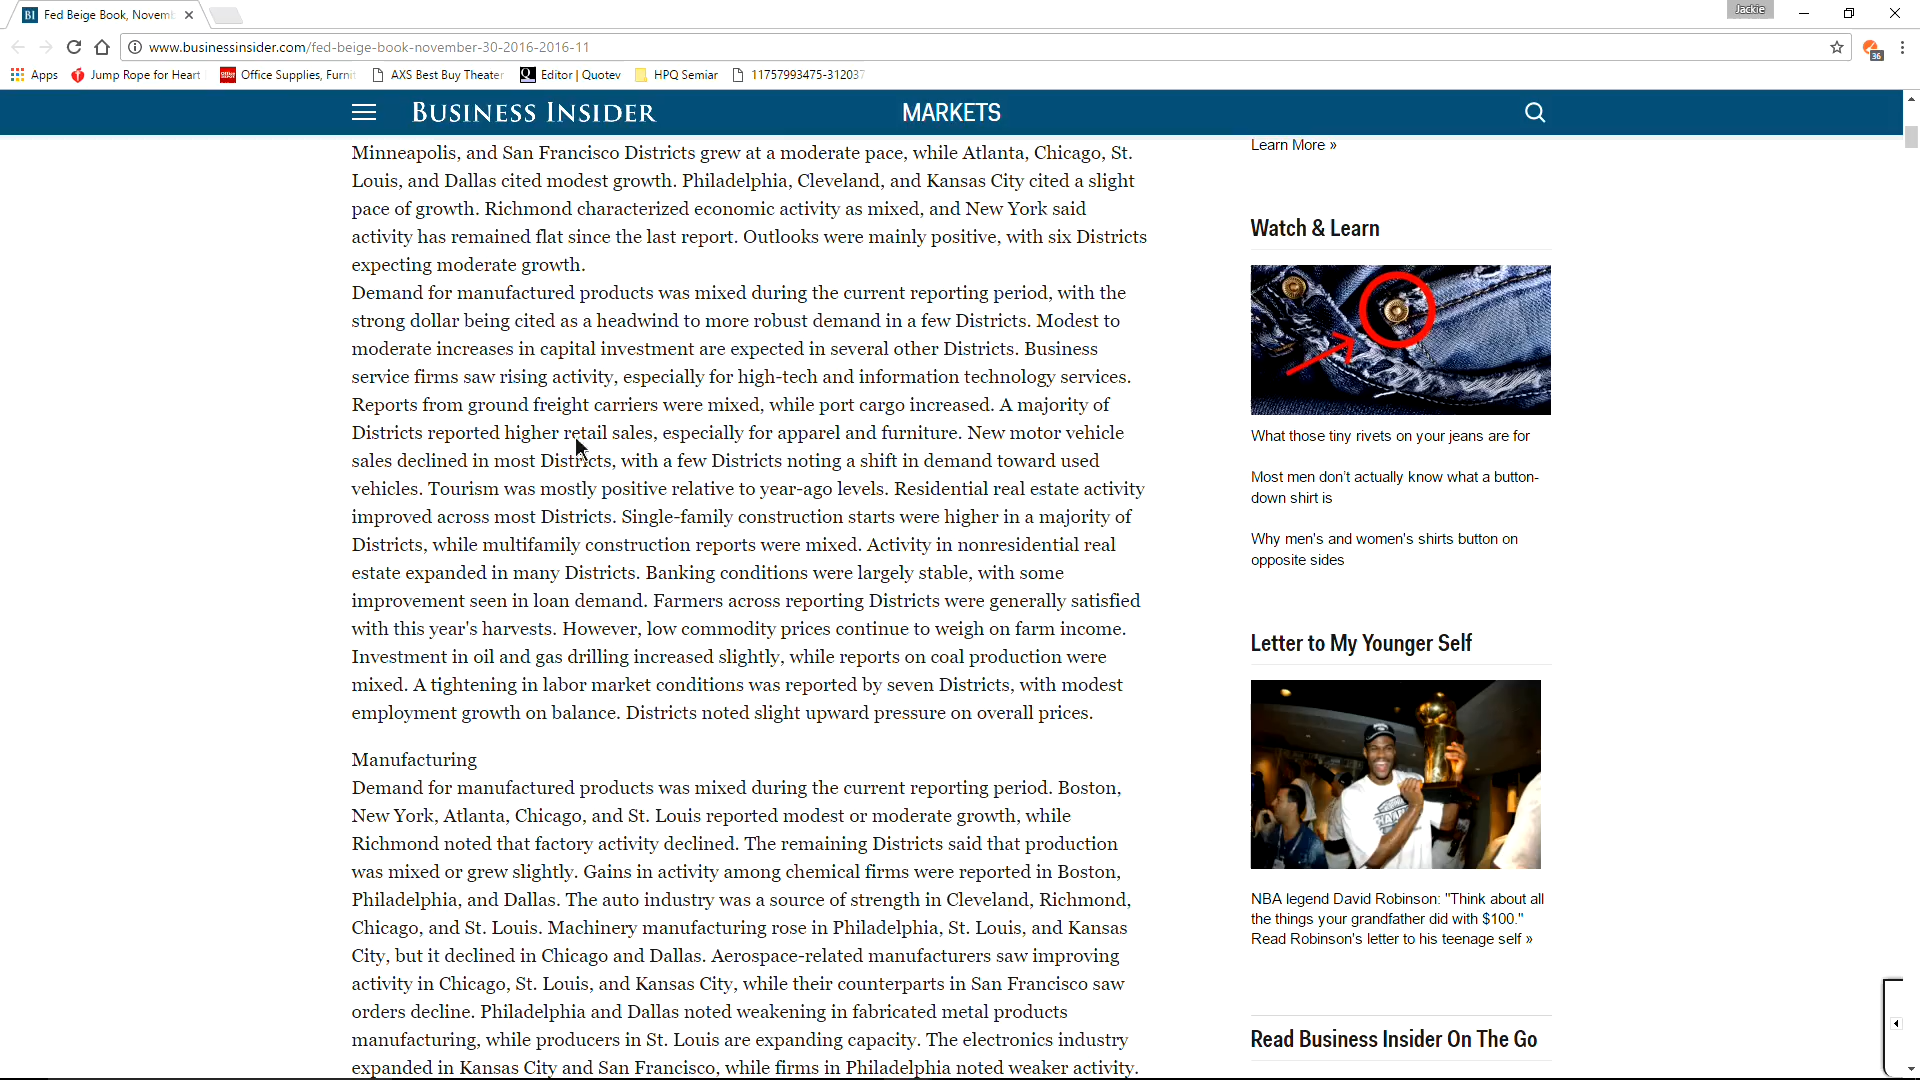 Fed Beige Book, Novem
Jackie
www.businessinsider.com/fed-beige-book-november-30-2016-2016-11
36
Apps
Jump Rope for Heart
Office Supplies, Furni
AXS Best Buy Theater
Editor | Quotev
HPQ Semiar
11757993475-312037
BUSINESS INSIDER
MARKETS
Minneapolis, and San Francisco Districts grew at a moderate pace, while Atlanta, Chicago, St.
Louis, and Dallas cited modest growth. Philadelphia, Cleveland, and Kansas City cited a slight
pace of growth. Richmond characterized economic activity as mixed, and New York said
activity has remained flat since the last report. Outlooks were mainly positive, with six Districts
expecting moderate growth.
Demand for manufactured products was mixed during the current reporting period, with the
strong dollar being cited as a headwind to more robust demand in a few Districts. Modest to
moderate increases in capital investment are expected in several other Districts. Business
service firms saw rising activity, especially for high-tech and information technology services.
Reports from ground freight carriers were mixed, while port cargo increased. A majority of
Districts reported higher retail sales, especially for apparel and furniture. New motor vehicle
sales declined in most Districts, with a few Districts noting a shift in demand toward used
vehicles. Tourism was mostly positive relative to year-ago levels. Residential real estate activity
improved across most Districts. Single-family construction starts were higher in a majority of
Districts, while multifamily construction reports were mixed. Activity in nonresidential real
estate expanded in many Districts. Banking conditions were largely stable, with some
improvement seen in loan demand. Farmers across reporting Districts were generally satisfied
with this year's harvests. However, low commodity prices continue to weigh on farm income.
Investment in oil and gas drilling increased slightly, while reports on coal production were
mixed. A tightening in labor market conditions was reported by seven Districts, with modest
employment growth on balance. Districts noted slight upward pressure on overall prices.
Manufacturing
Demand for manufactured products was mixed during the current reporting period. Boston,
New York, Atlanta, Chicago, and St. Louis reported modest or moderate growth, while
Richmond noted that factory activity declined. The remaining Districts said that production
was mixed or grew slightly. Gains in activity among chemical firms were reported in Boston,
Philadelphia, and Dallas. The auto industry was a source of strength in Cleveland, Richmond,
Chicago, and St. Louis. Machinery manufacturing rose in Philadelphia, St. Louis, and Kansas
City, but it declined in Chicago and Dallas. Aerospace-related manufacturers saw improving
activity in Chicago, St. Louis, and Kansas City, while their counterparts in San Francisco saw
orders decline. Philadelphia and Dallas noted weakening in fabricated metal products
manufacturing, while producers in St. Louis are expanding capacity. The electronics industry
expanded in Kansas City and San Francisco, while firms in Philadelphia noted weaker activity.
Learn More »
Watch & Learn
What those tiny rivets on your jeans are for
Most men don't actually know what a button-
down shirt is
Why men's and women's shirts button on
opposite sides
Letter to My Younger Self
NBA legend David Robinson: "Think about all
the things your grandfather did with $100."
Read Robinson's letter to his teenage self »
Read Business Insider On The Go